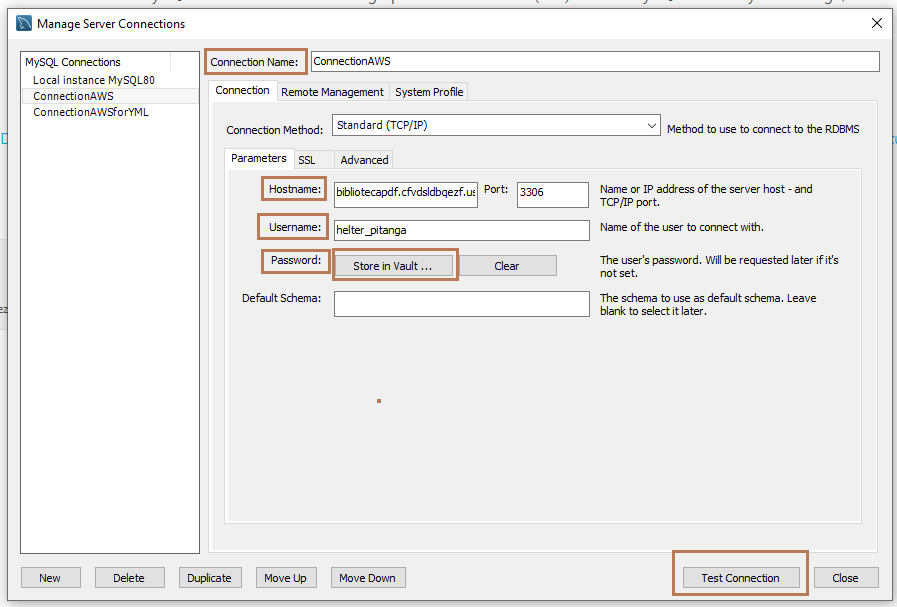 Manage Server Connections
MySQL Connections
Local instance MySQL80
ConnectionAWS
ConnectionAWSforYML
Connection Name: ConnectionAWS
Connection Remote Management System Profile
Connection Method: Standard (TCP/IP) Method to use to connect to the RDBMS
Parameters SSL Advanced
Hostname: bibliotecapdf.cfvdsldbqezf.us Port: 3306 Name or IP address of the server host - and
TCP/IP port.
Username: helter_pitanga Name of the user to connect with.
Password: Store in Vault ... Clear The user's password. Will be requested later if it's
not set.
Default Schema: The schema to use as default schema. Leave
blank to select it later.
New Delete Duplicate Move Up Move Down Test Connection Close